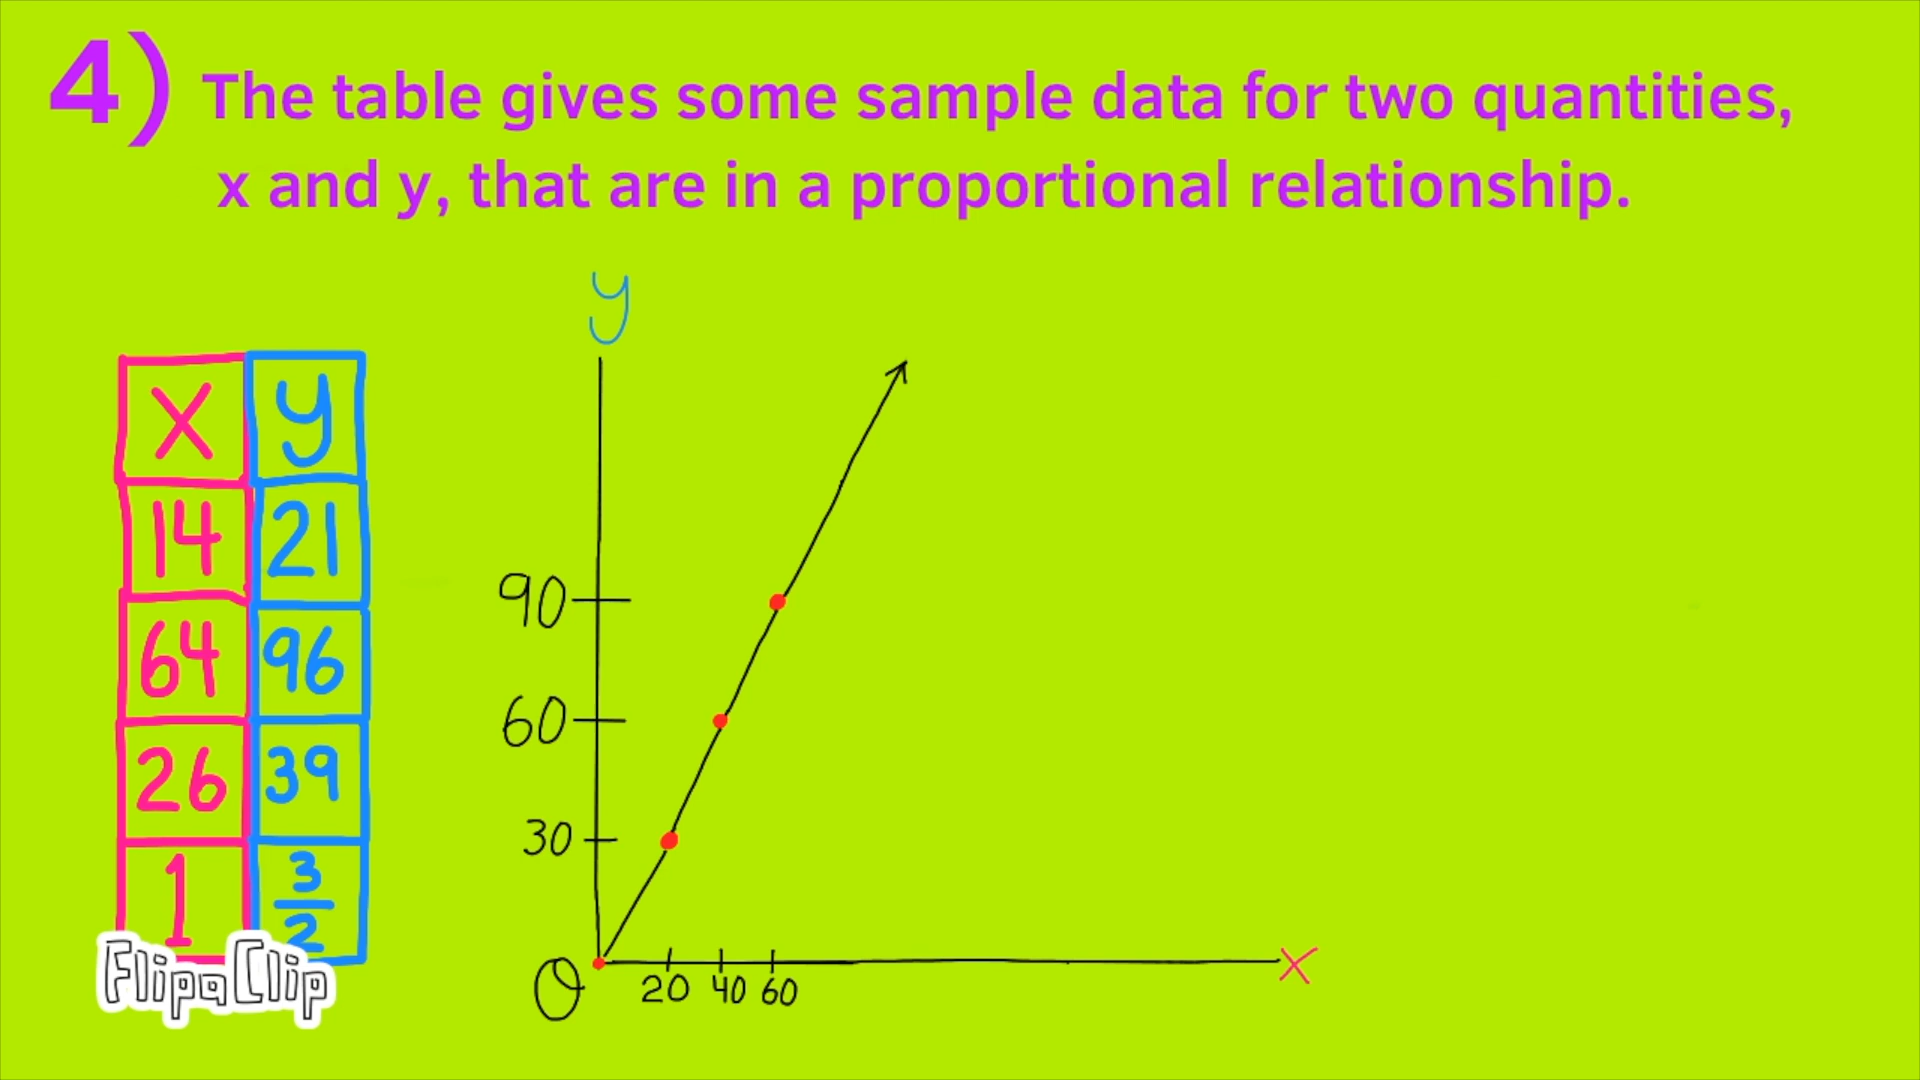 4) The table gives some sample data for two quantities,
x and y, that are in a proportional relationship.
y
x y
14 21
64 96
26 39
1 3/2
90
60
30
0
20 40 60
x
FlipaClip